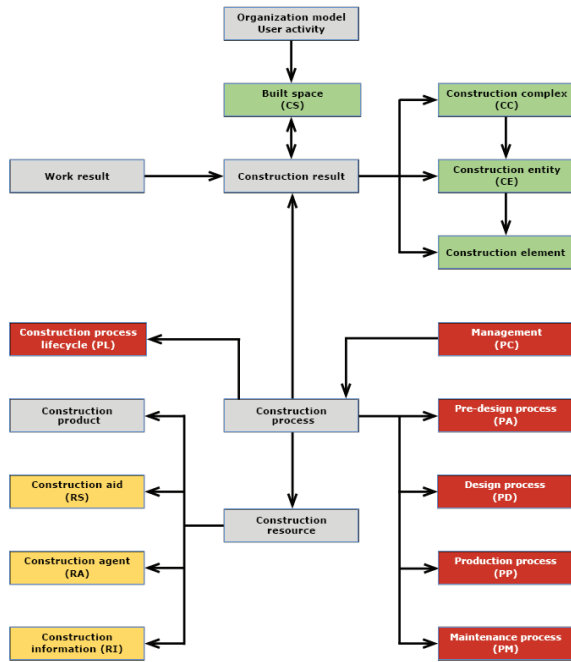 Organization model
User activity
Built space
(CS)
Construction complex
(CC)
Work result
Construction result
Construction entity
(CE)
Construction element
Construction process
lifecycle (PL)
Management
(PC)
Construction
product
Construction
process
Pre-design process
(PA)
Construction aid
(RS)
Construction
resource
Design process
(PD)
Construction agent
(RA)
Production process
(PP)
Construction
information (RI)
Maintenance process
(PM)